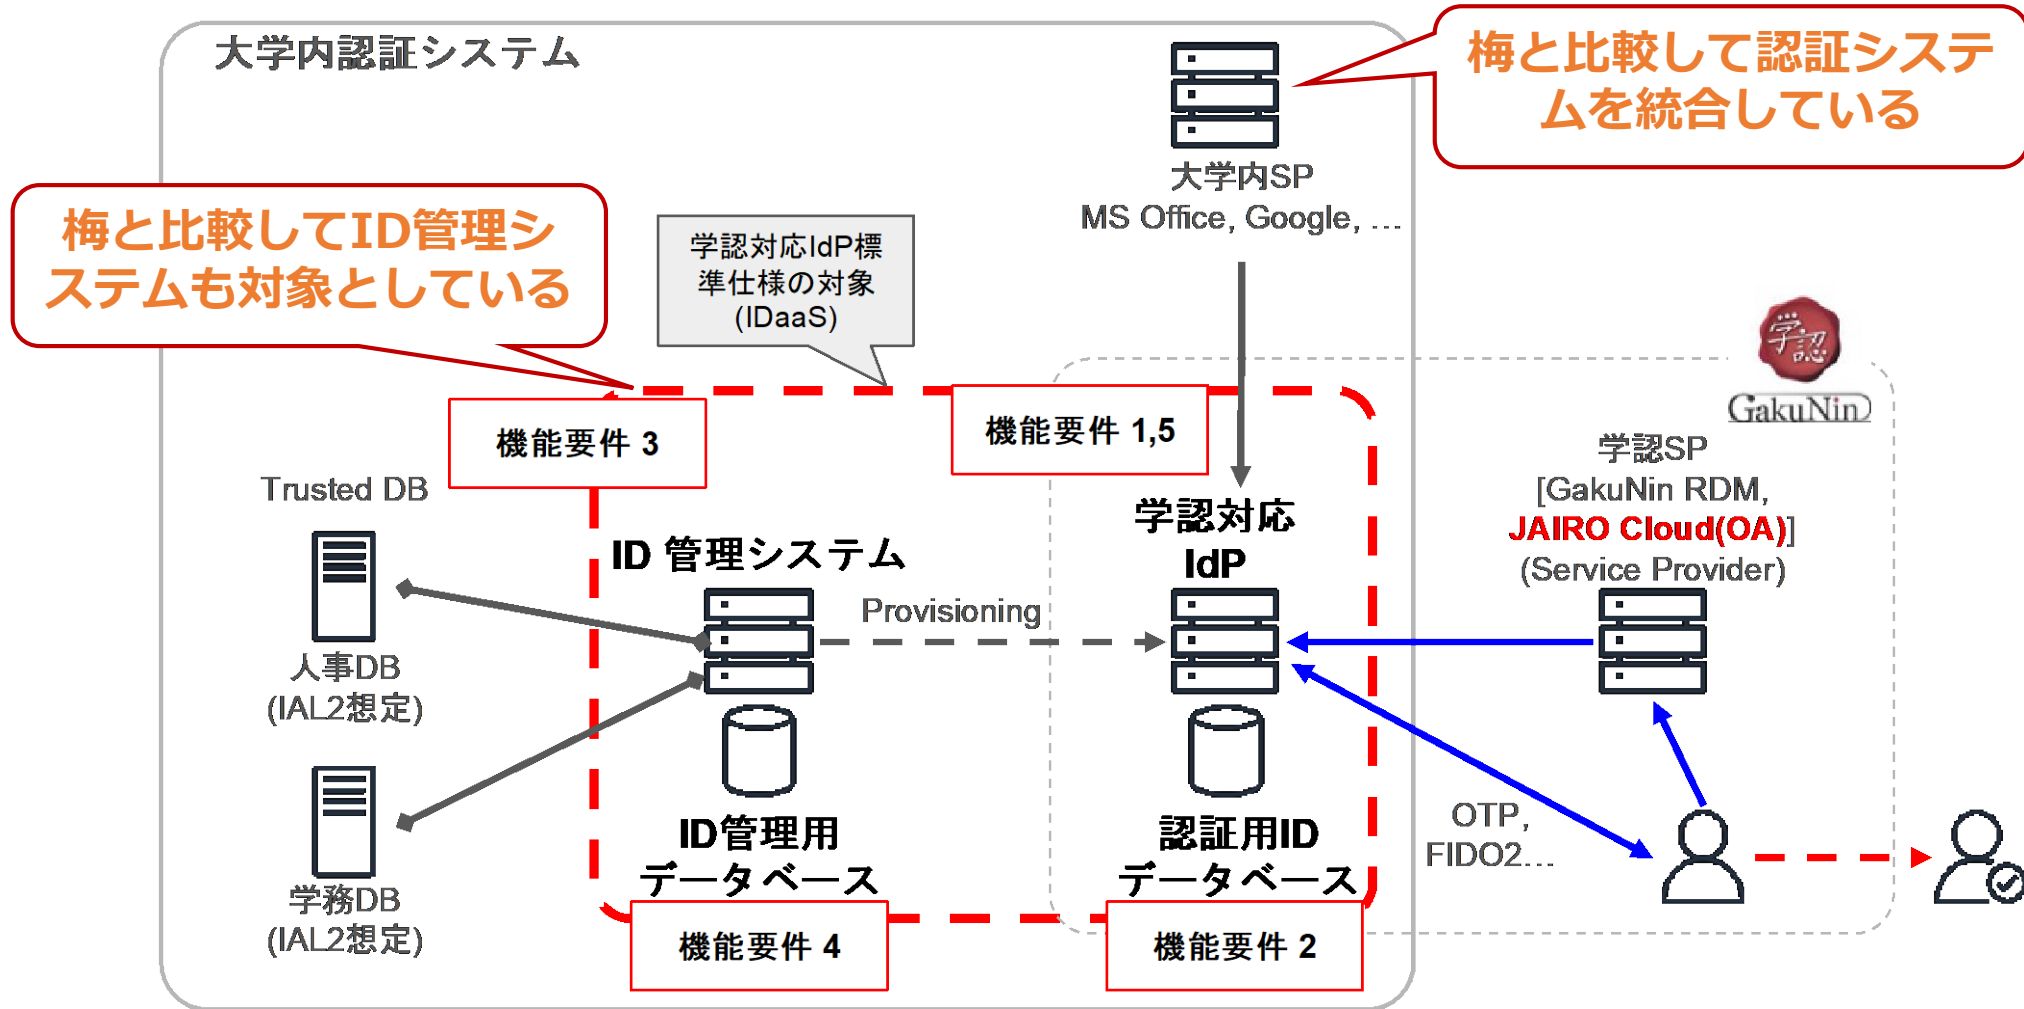 大学内認証システム
梅と比較して認証システ
ムを統合している
大学内SP
MS Office, Google, …
梅と比較してID管理シ
ステムも対象としている
学認対応IdP標
準仕様の対象
(IDaaS)
学認
GakuNin
機能要件 3
機能要件 1,5
学認SP
[GakuNin RDM,
JAIRO Cloud(OA)]
(Service Provider)
Trusted DB
ID 管理システム
学認対応
IdP
Provisioning
人事DB
(IAL2想定)
ID管理用
データベース
認証用ID
データベース
OTP,
FIDO2…
学務DB
(IAL2想定)
機能要件 4
機能要件 2